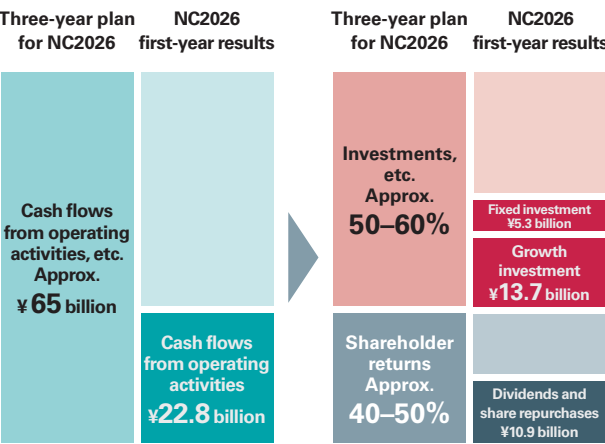 Three-year plan
for NC2026
NC2026
first-year results
Three-year plan
for NC2026
NC2026
first-year results
Cash flows
from operating
activities, etc.
Approx.
¥65 billion
Cash flows
from operating
activities
¥22.8 billion
Investments,
etc.
Approx.
50–60%
Fixed investment
¥5.3 billion
Growth
investment
¥13.7 billion
Shareholder
returns
Approx.
40–50%
Dividends and
share repurchases
¥10.9 billion